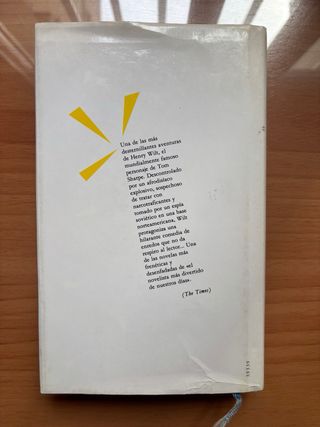 Una de las más
desternillantes aventuras
de Henry Wilt, el
mundialmente famoso
personaje de Tom
Sharpe. Descontrolado
por un afrodisíaco
explosivo, sospechoso
de tratar con
narcotraficantes y
tomado por un espía
soviético en una base
norteamericana, Wilt
protagoniza una
hilarante comedia de
enredos que no da
respiro al lector... Una
de las novelas más
frenéticas y
desenfadadas de «el
novelista más divertido
de nuestros días».
(The Times)